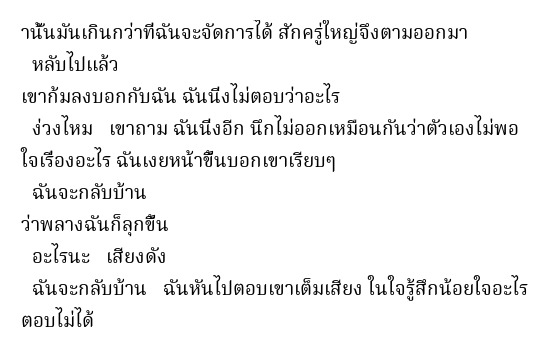 านั้นมันเกินกว่าที่ฉันจะจัดการได้ สักครู่ใหญ่จึงตามออกมา
หลับไปแล้ว
เขาก้มลงบอกกับฉัน ฉันนิ่งไม่ตอบว่าอะไร
ง่วงไหม เขาถาม ฉันนิ่งอีก นึกไม่ออกเหมือนกันว่าตัวเองไม่พอ
ใจเรื่องอะไร ฉันเงยหน้าขึ้นบอกเขาเรียบๆ
ฉันจะกลับบ้าน
ว่าพลางฉันก็ลุกขึ้น
อะไรนะ เสียงดัง
ฉันจะกลับบ้าน ฉันหันไปตอบเขาเต็มเสียง ในใจรู้สึกน้อยใจอะไร
ตอบไม่ได้